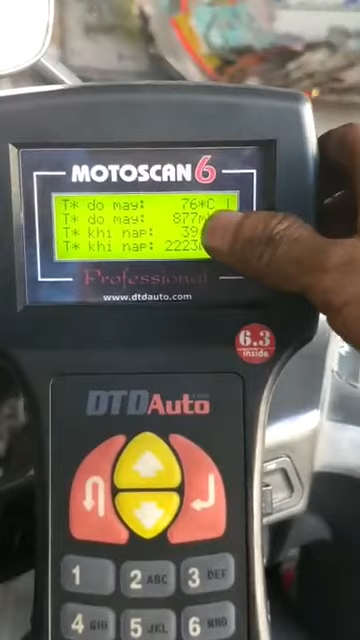 MOTOSCAN 6
T* do may: 76*C
T* do may: 877m
T* khi nap: 39
T* khi nap: 2223
Professional
www.dtdauto.com
6.3
inside
DTDAuto
1
2 ABC
3 DEF
4 GHI
5 JKL
6 MNO